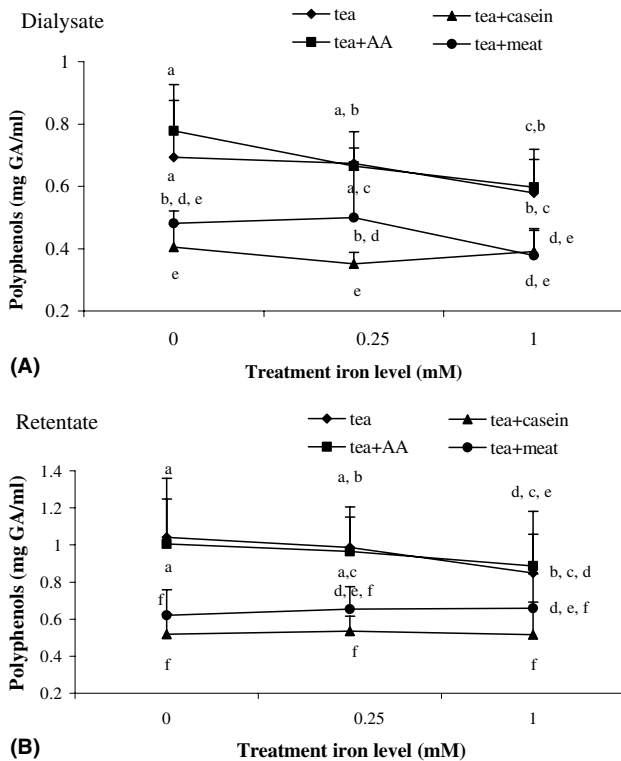 Dialysate
tea tea+casein
tea+AA tea+meat
a
1
a, b
c,b
0.8
a
a, c
b, c
0.6
b, d, e
b, d
d, e
0.4
e
e
d, e
0.2
Polyphenols (mg GA/ml)
0 0.25 1
(A) Treatment iron level (mM)
Retentate
tea tea+casein
tea+AA tea+meat
1.4
a
a, b
d, c, e
1.2
1
a
a,c
b, c, d
0.8
f
d, e, f
d, e, f
0.6
f
f
f
0.4
0.2
Polyphenols (mg GA/ml)
0 0.25 1
(B) Treatment iron level (mM)